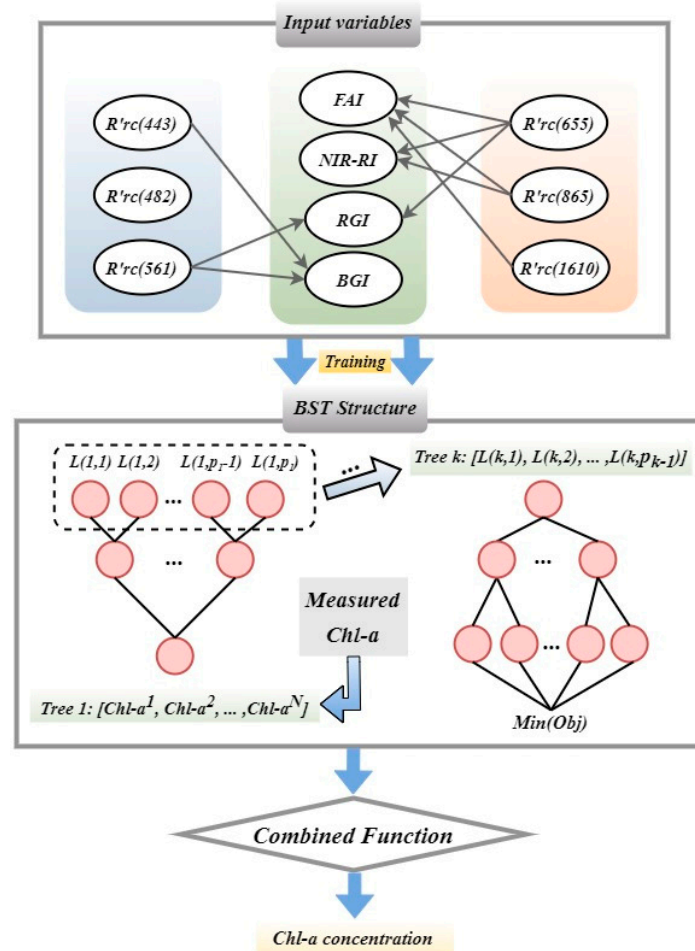 Input variables
R'rc(443)
R'rc(482)
R'rc(561)
FAI
NIR-RI
RGI
BGI
R'rc(655)
R'rc(865)
R'rc(1610)
Training
BST Structure
L(1,1) L(1,2) L(1,p₁-1) L(1,p₁)
...
...
...
Tree 1: [Chl-a¹, Chl-a², ... ,Chl-aᴺ]
Measured
Chl-a
Tree k: [L(k,1), L(k,2), ... ,L(k,pₖ₋₁)]
...
...
Min(Obj)
Combined Function
Chl-a concentration